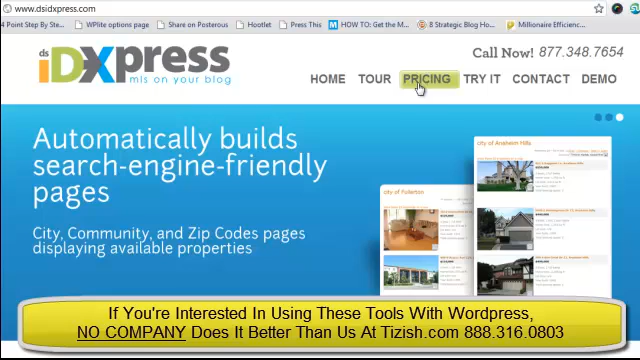 www.dsidxpress.com
4 Point Step By Ste... WPlite options page Share on Posterous Hootlet Press This HOW TO: Get the M... 8 Strategic Blog Ho... Millionaire Efficienc...
ds
iDXpress
mls on your blog
Call Now! 877.348.7654
HOME TOUR PRICING TRY IT CONTACT DEMO
Automatically builds
search-engine-friendly
pages
City, Community, and Zip Codes pages
displaying available properties
city of Anaheim Hills
city of Fullerton
If You're Interested In Using These Tools With Wordpress,
NO COMPANY Does It Better Than Us At Tizish.com 888.316.0803